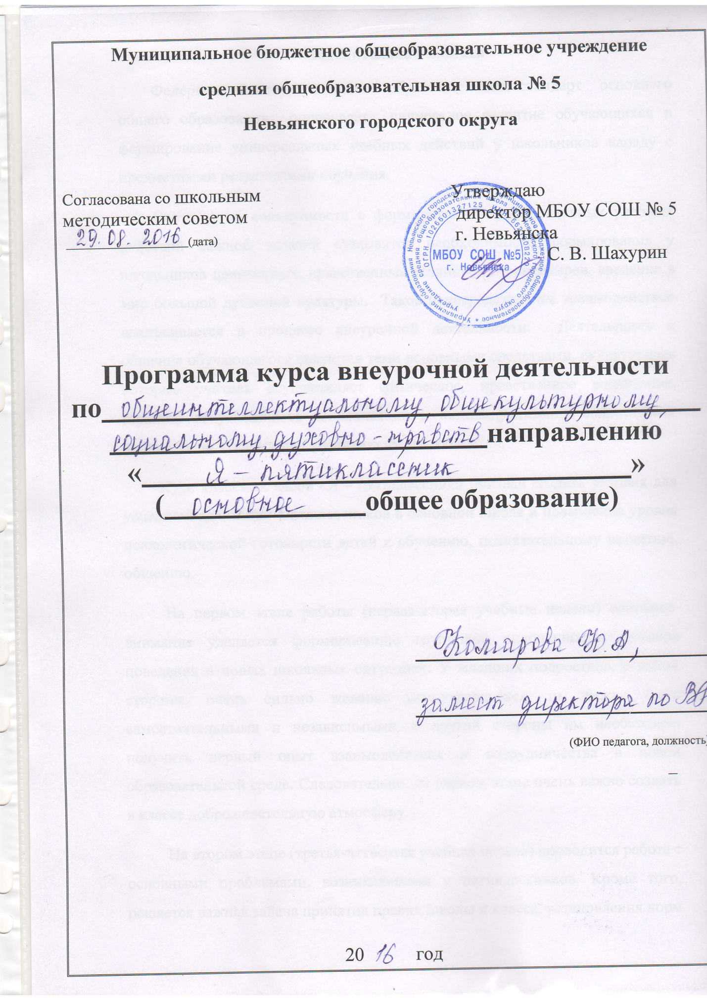 Муниципальное бюджетное общеобразовательное учреждение
средняя общеобразовательная школа № 5
Невьянского городского округа
Согласована со школьным
методическим советом
29.08.2016 (дата)
Утверждаю
директор МБОУ СОШ № 5
г. Невьянска
С. В. Шахурин
МБОУ СОШ №5
г. Невьянска
ОГРН 1026601327125
Программа курса внеурочной деятельности
по общеинтеллектуальному, общекультурному,
социальному, духовно-нравств направлению
« Я – пятиклассник »
( основное общее образование)
Комарова Ю.А,
замест директора по ВР
(ФИО педагога, должность)
2016 год